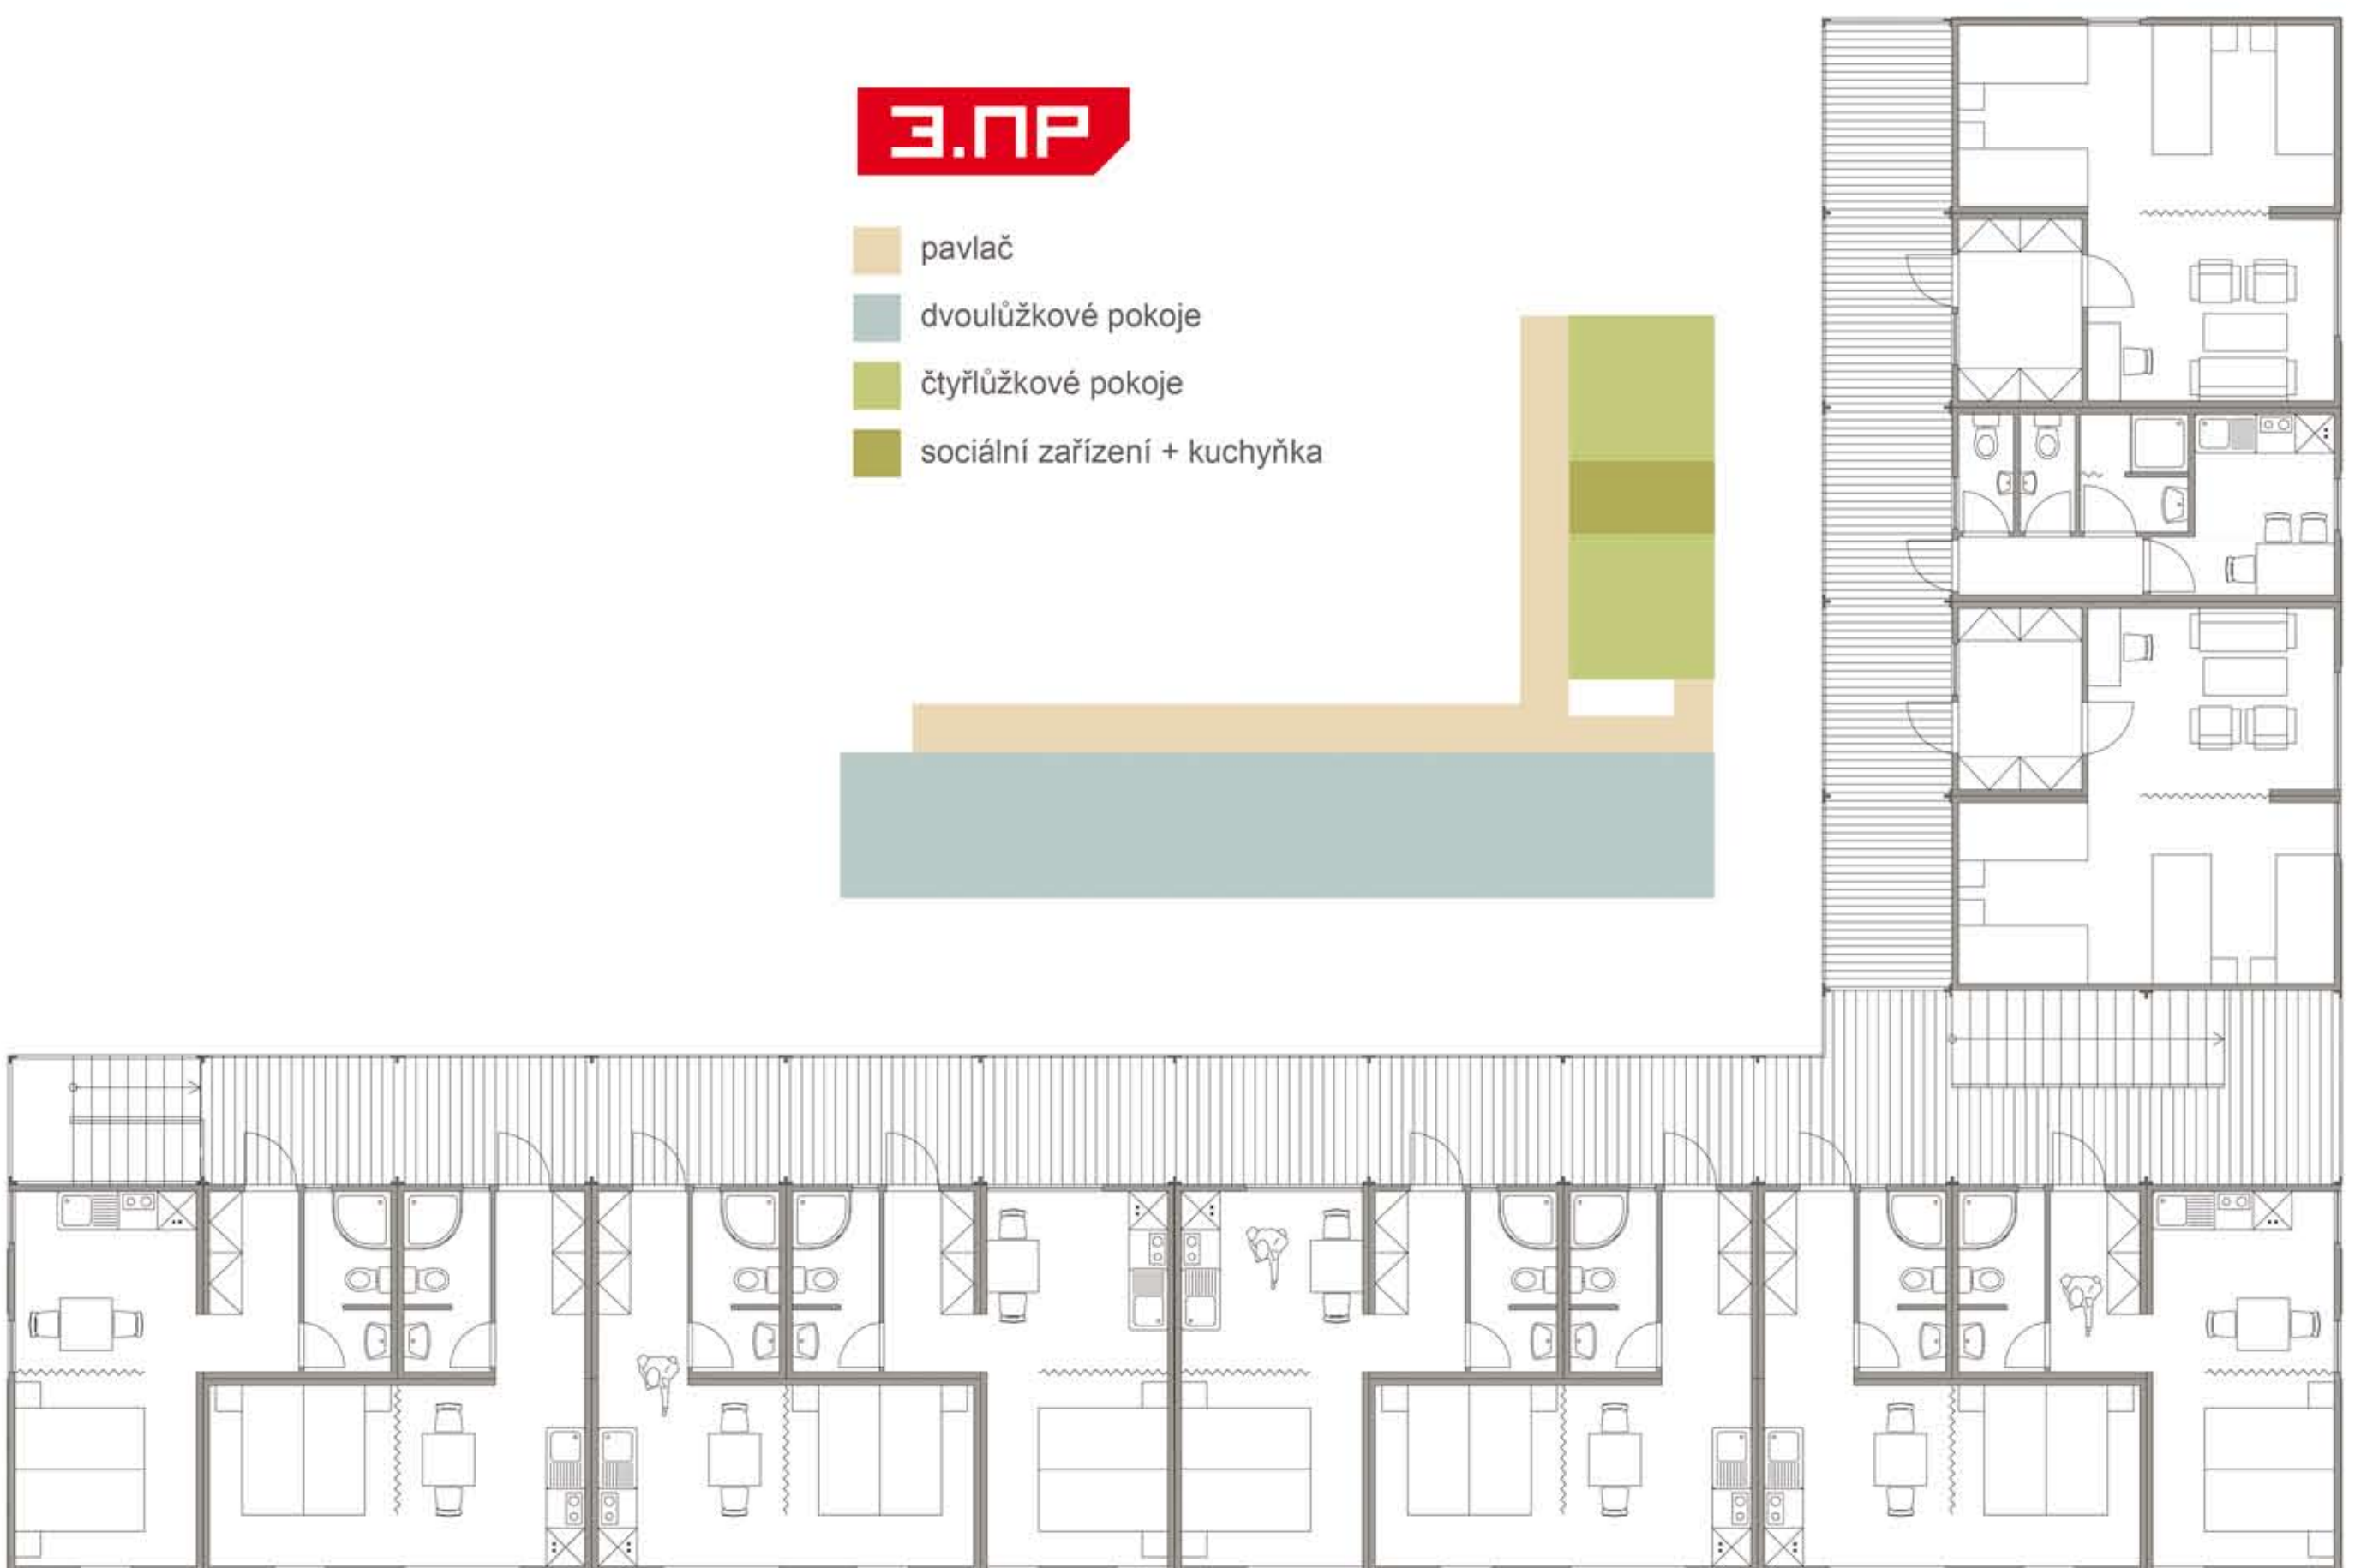 3.NP
pavlač
dvoulůžkové pokoje
čtyřlůžkové pokoje
sociální zařízení + kuchyňka